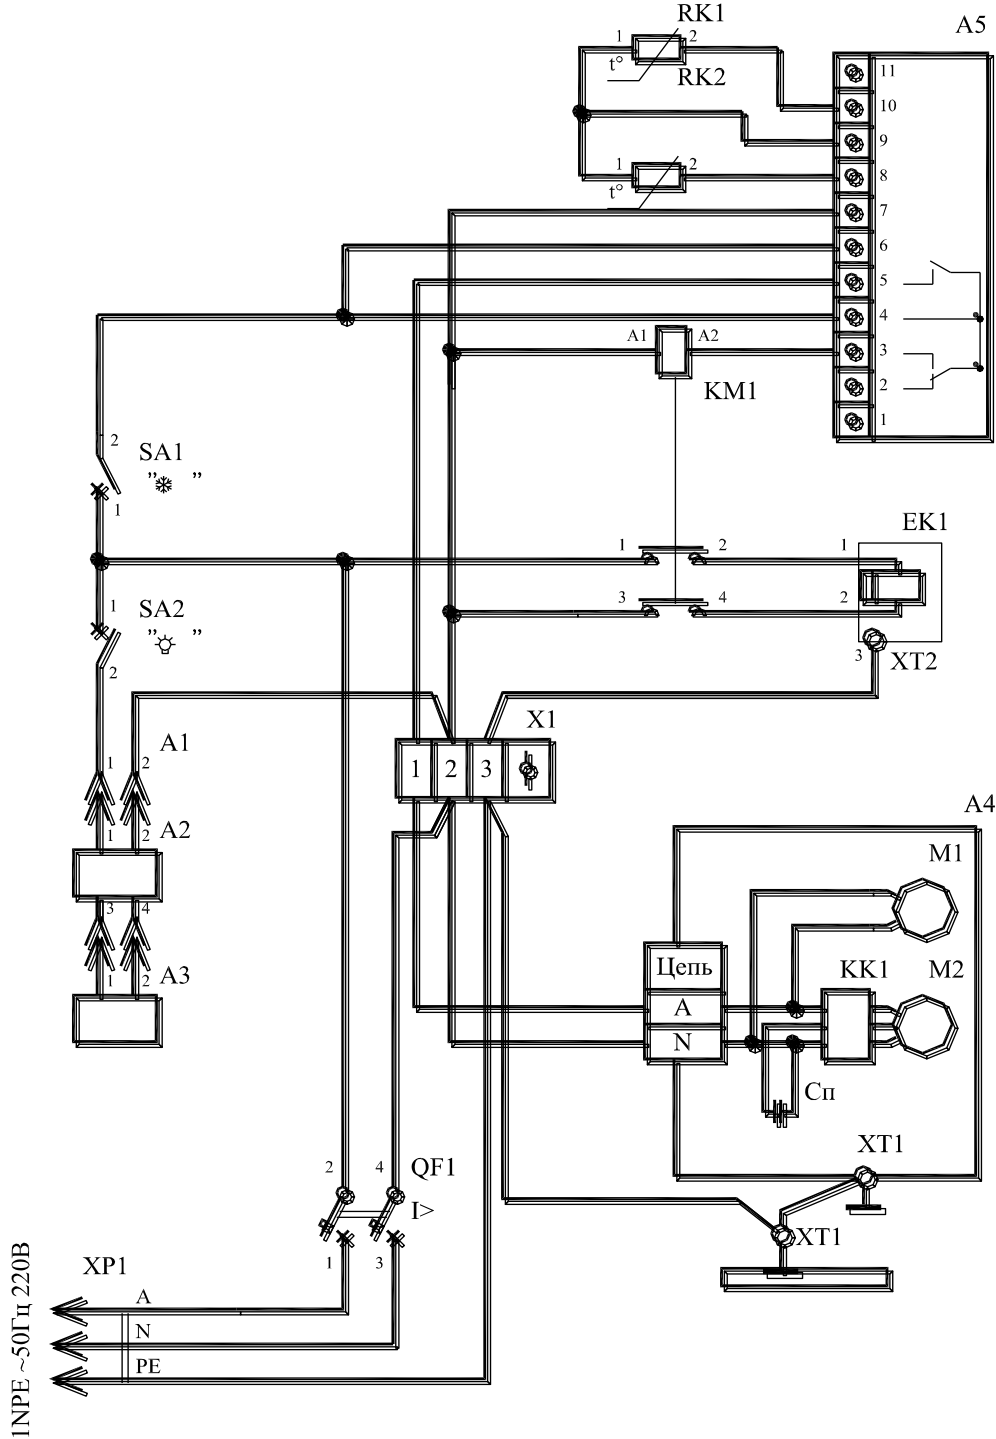 RK1
A5
1 2
t°
RK2
11
10
9
1 2
t°
8
7
6
5
4
A1 A2
3
KM1
2
1
2
SA1
" "
1
EK1
1 2 1
1
SA2
" "
3 4 2
2
3
XT2
X1
A1
1 2
1 2 3
A2
1 2
A4
M1
3 4
A3
1 2
Цепь
KK1
M2
A
N
Сп
XT1
2 4
QF1
I>
XT1
1 3
XP1
A
N
PE
1NPE ~50Гц 220В